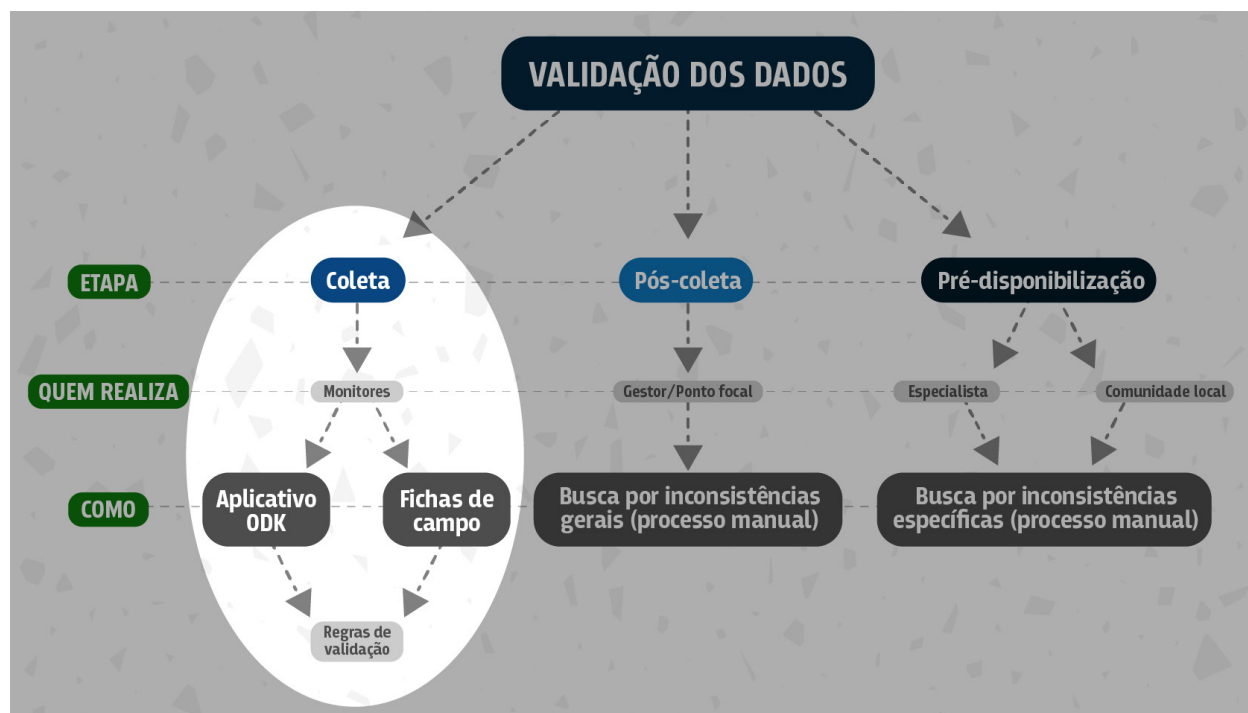 VALIDAÇÃO DOS DADOS
ETAPA
Coleta
Pós-coleta
Pré-disponibilização
QUEM REALIZA
Monitores
Gestor/Ponto focal
Especialista
Comunidade local
COMO
Aplicativo
ODK
Fichas de
campo
Busca por inconsistências
gerais (processo manual)
Busca por inconsistências
específicas (processo manual)
Regras de
validação